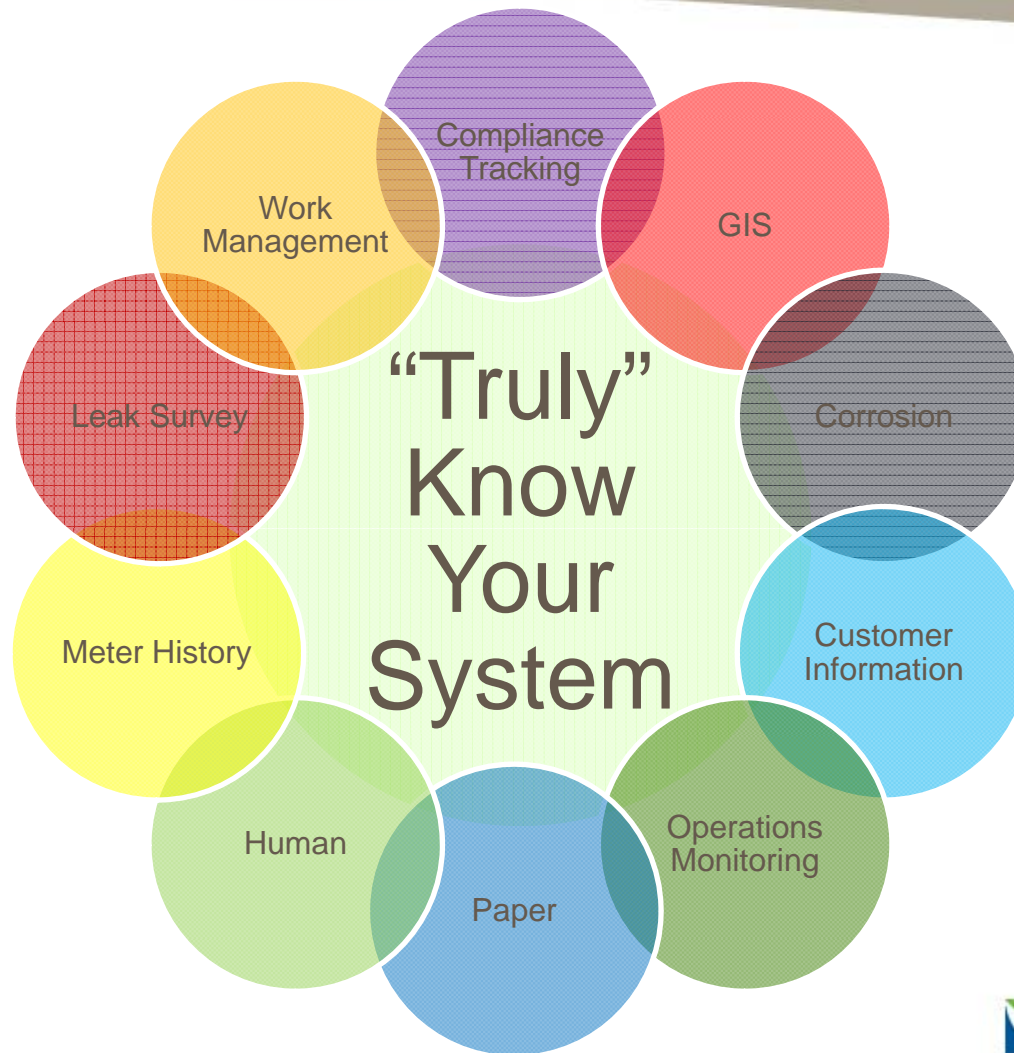 Compliance
Tracking
GIS
Corrosion
Customer
Information
Operations
Monitoring
Paper
Human
Meter History
Leak Survey
Work
Management
“Truly”
Know
Your
System